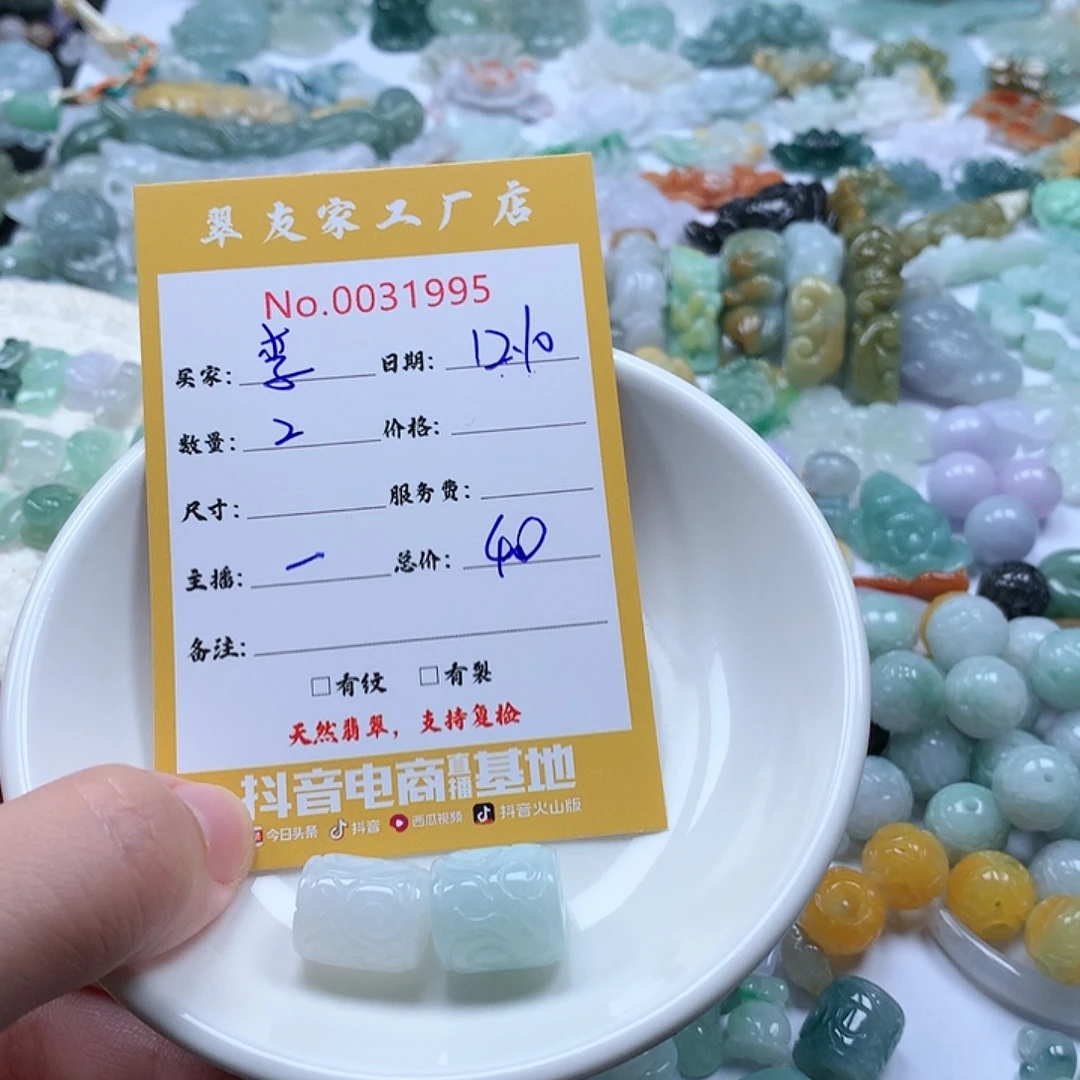 翠友家工厂店
No.0031995
买家: 李 日期: 12.10
数量: 2 价格:
尺寸: 服务费:
主播: 一 总价: 40
备注:
□有纹 □有裂
天然翡翠，支持复检
抖音电商直播基地
今日头条 抖音 西瓜视频 抖音火山版